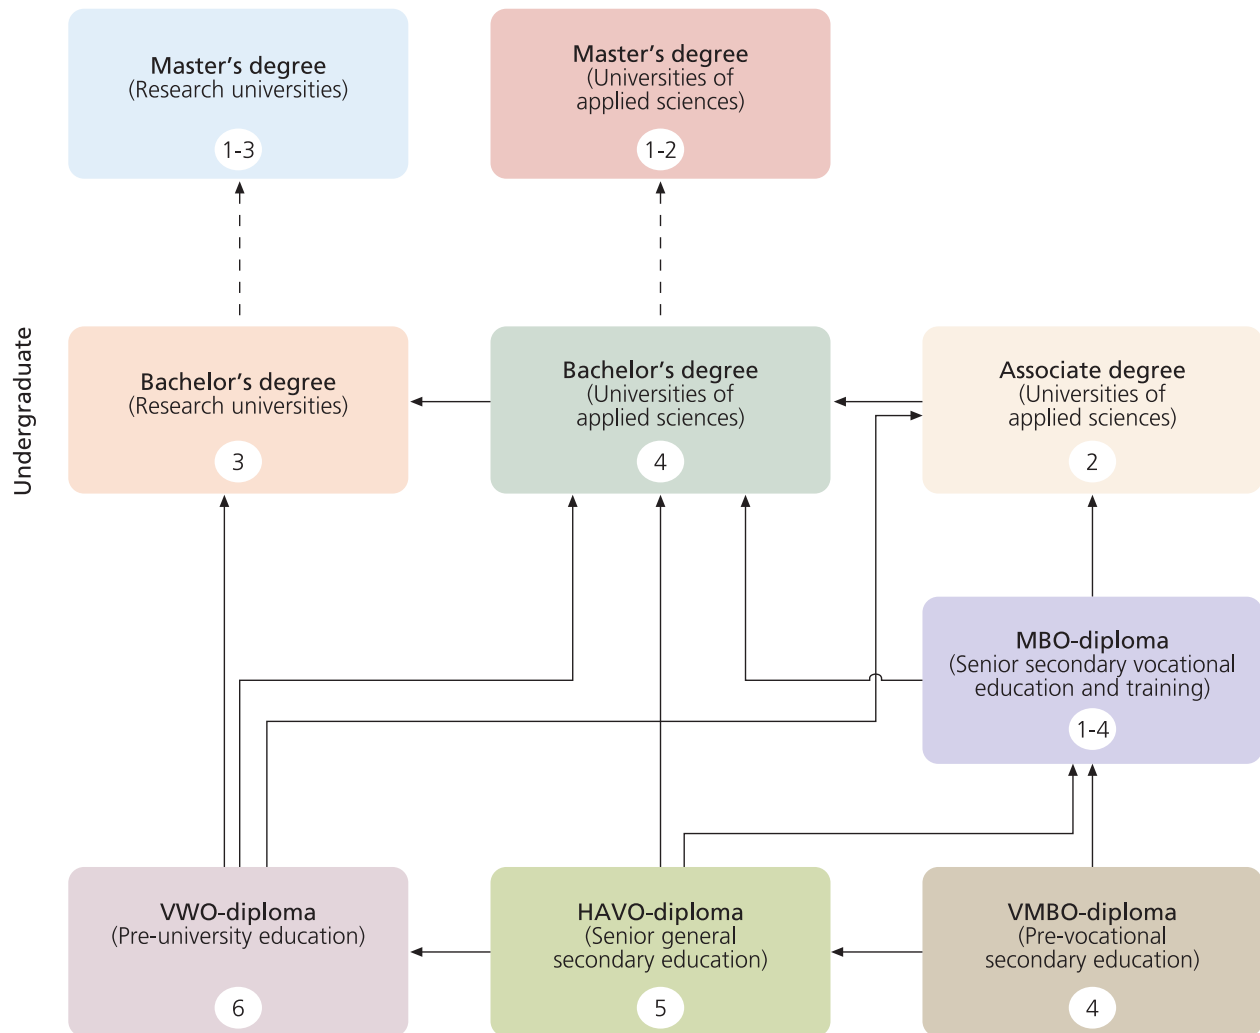 Master's degree
(Research universities)
1-3
Master's degree
(Universities of
applied sciences)
1-2
Undergraduate
Bachelor's degree
(Research universities)
3
Bachelor's degree
(Universities of
applied sciences)
4
Associate degree
(Universities of
applied sciences)
2
MBO-diploma
(Senior secondary vocational
education and training)
1-4
VWO-diploma
(Pre-university education)
6
HAVO-diploma
(Senior general
secondary education)
5
VMBO-diploma
(Pre-vocational
secondary education)
4